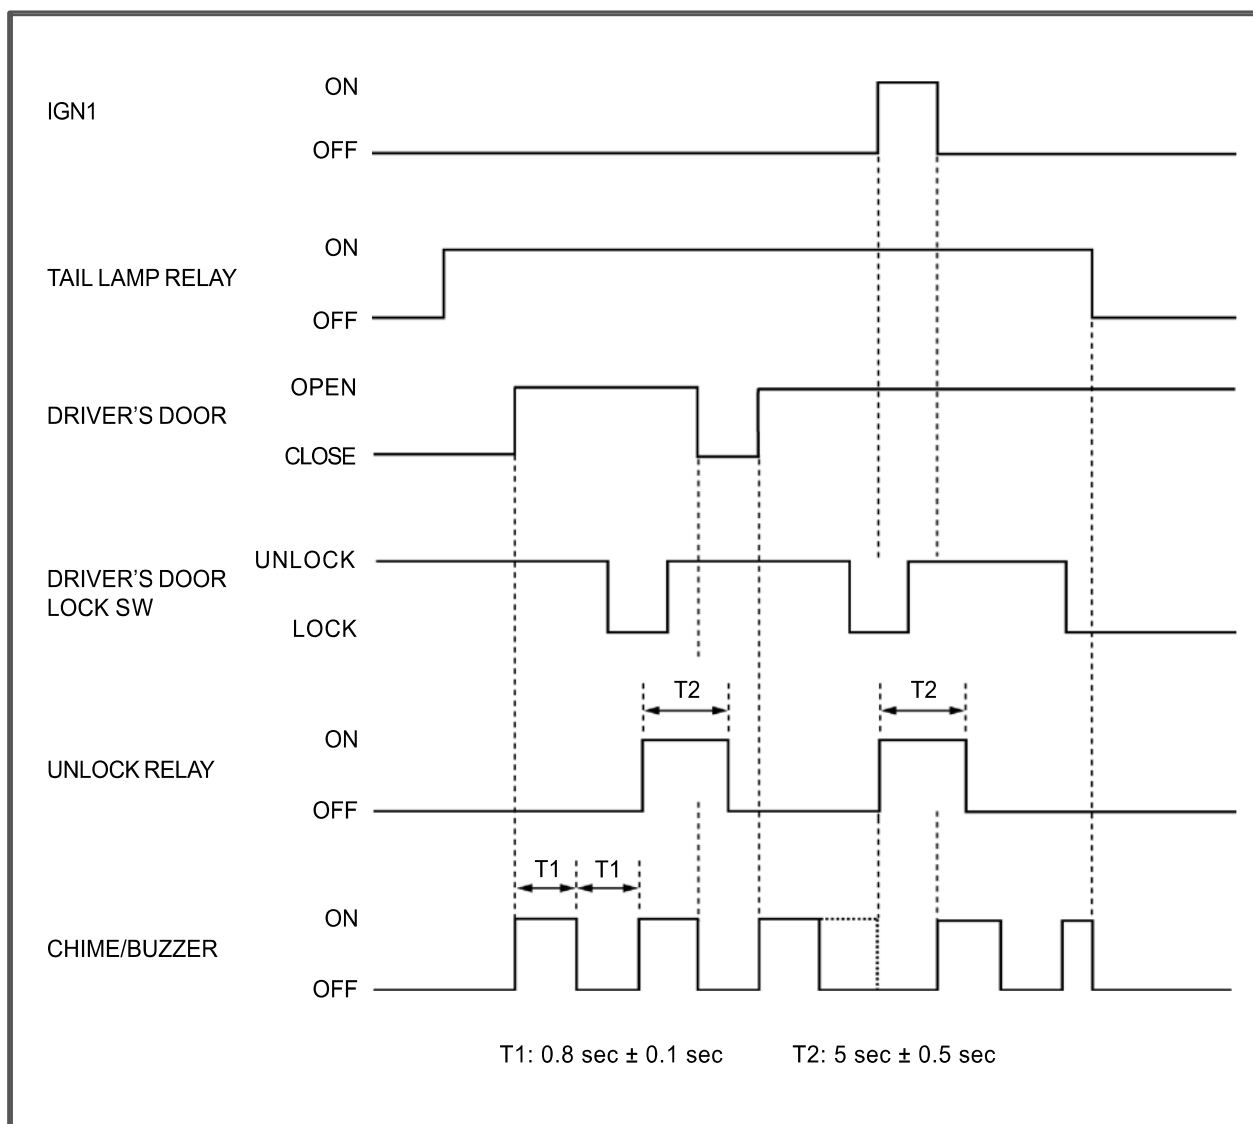 ON
IGN1
OFF
ON
TAIL LAMP RELAY
OFF
OPEN
DRIVER'S DOOR
CLOSE
UNLOCK
DRIVER'S DOOR
LOCK SW
LOCK
T2 T2
ON
UNLOCK RELAY
OFF
T1 T1
ON
CHIME/BUZZER
OFF
T1: 0.8 sec ± 0.1 sec T2: 5 sec ± 0.5 sec